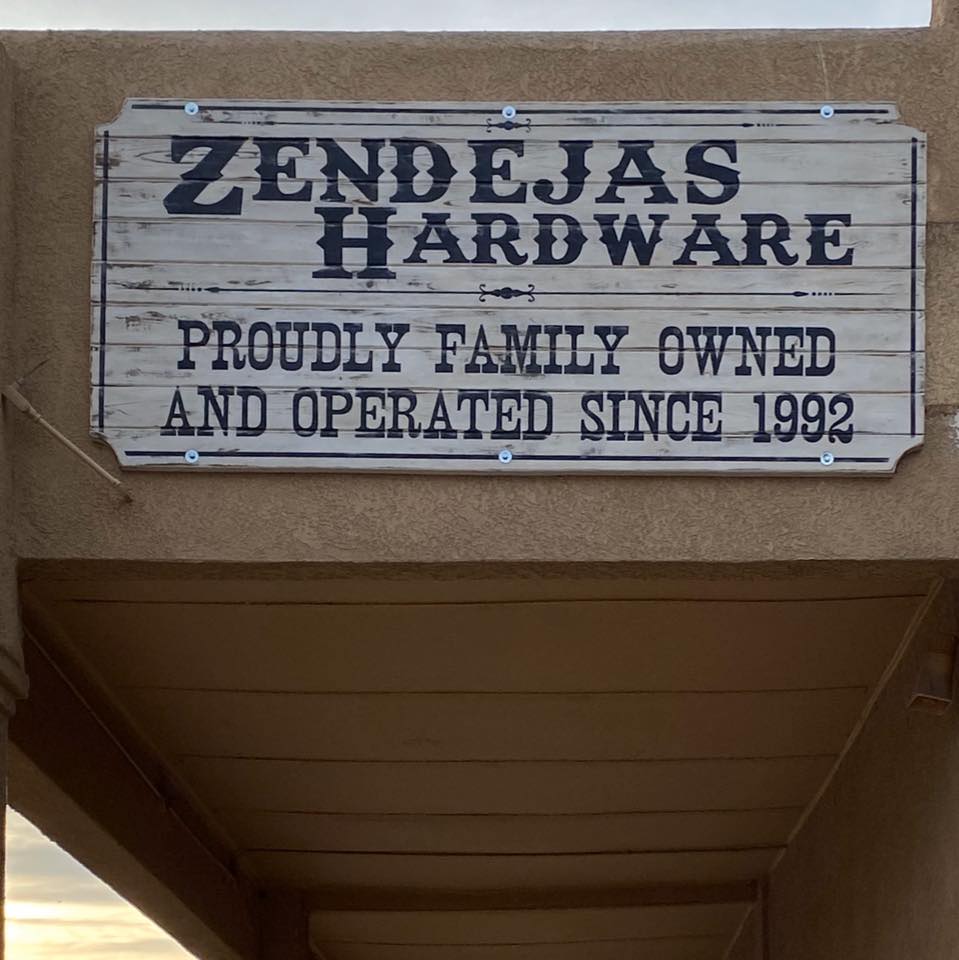 ZENDEJAS
HARDWARE
PROUDLY FAMILY OWNED
AND OPERATED SINCE 1992